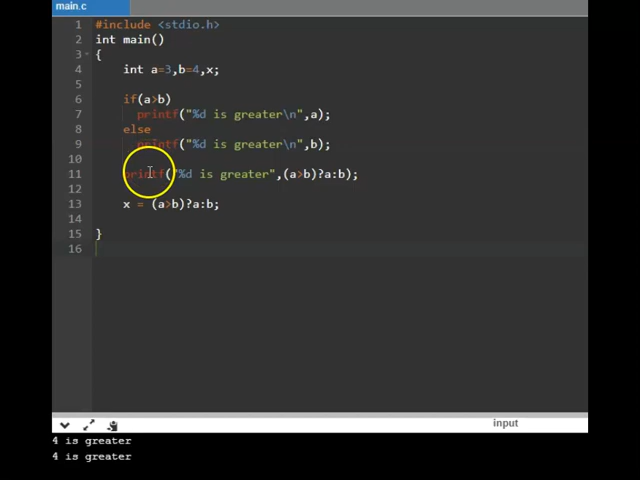 main.c
1 #include <stdio.h>
2 int main()
3 {
4 int a=3,b=4,x;
5
6 if(a>b)
7 printf("%d is greater\n",a);
8 else
9 printf("%d is greater\n",b);
10
11 printf("%d is greater",(a>b)?a:b);
12
13 x = (a>b)?a:b;
14
15 }
16
input
4 is greater
4 is greater